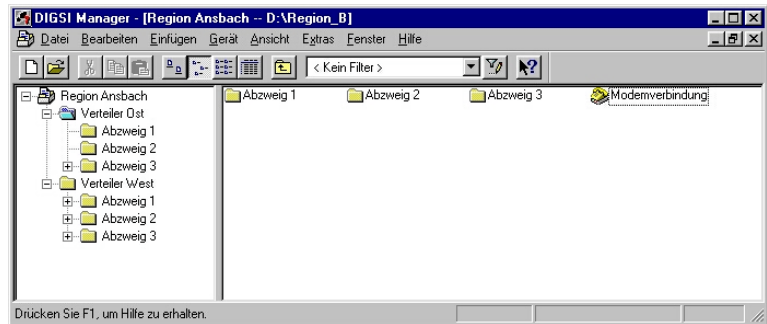 DIGSI Manager - [Region Ansbach -- D:\Region_B]
Datei Bearbeiten Einfügen Gerät Ansicht Extras Fenster Hilfe
< Kein Filter >
Region Ansbach
Verteiler Ost
Abzweig 1
Abzweig 2
Abzweig 3
Verteiler West
Abzweig 1
Abzweig 2
Abzweig 3
Abzweig 1 Abzweig 2 Abzweig 3 Modemverbindung
Drücken Sie F1, um Hilfe zu erhalten.